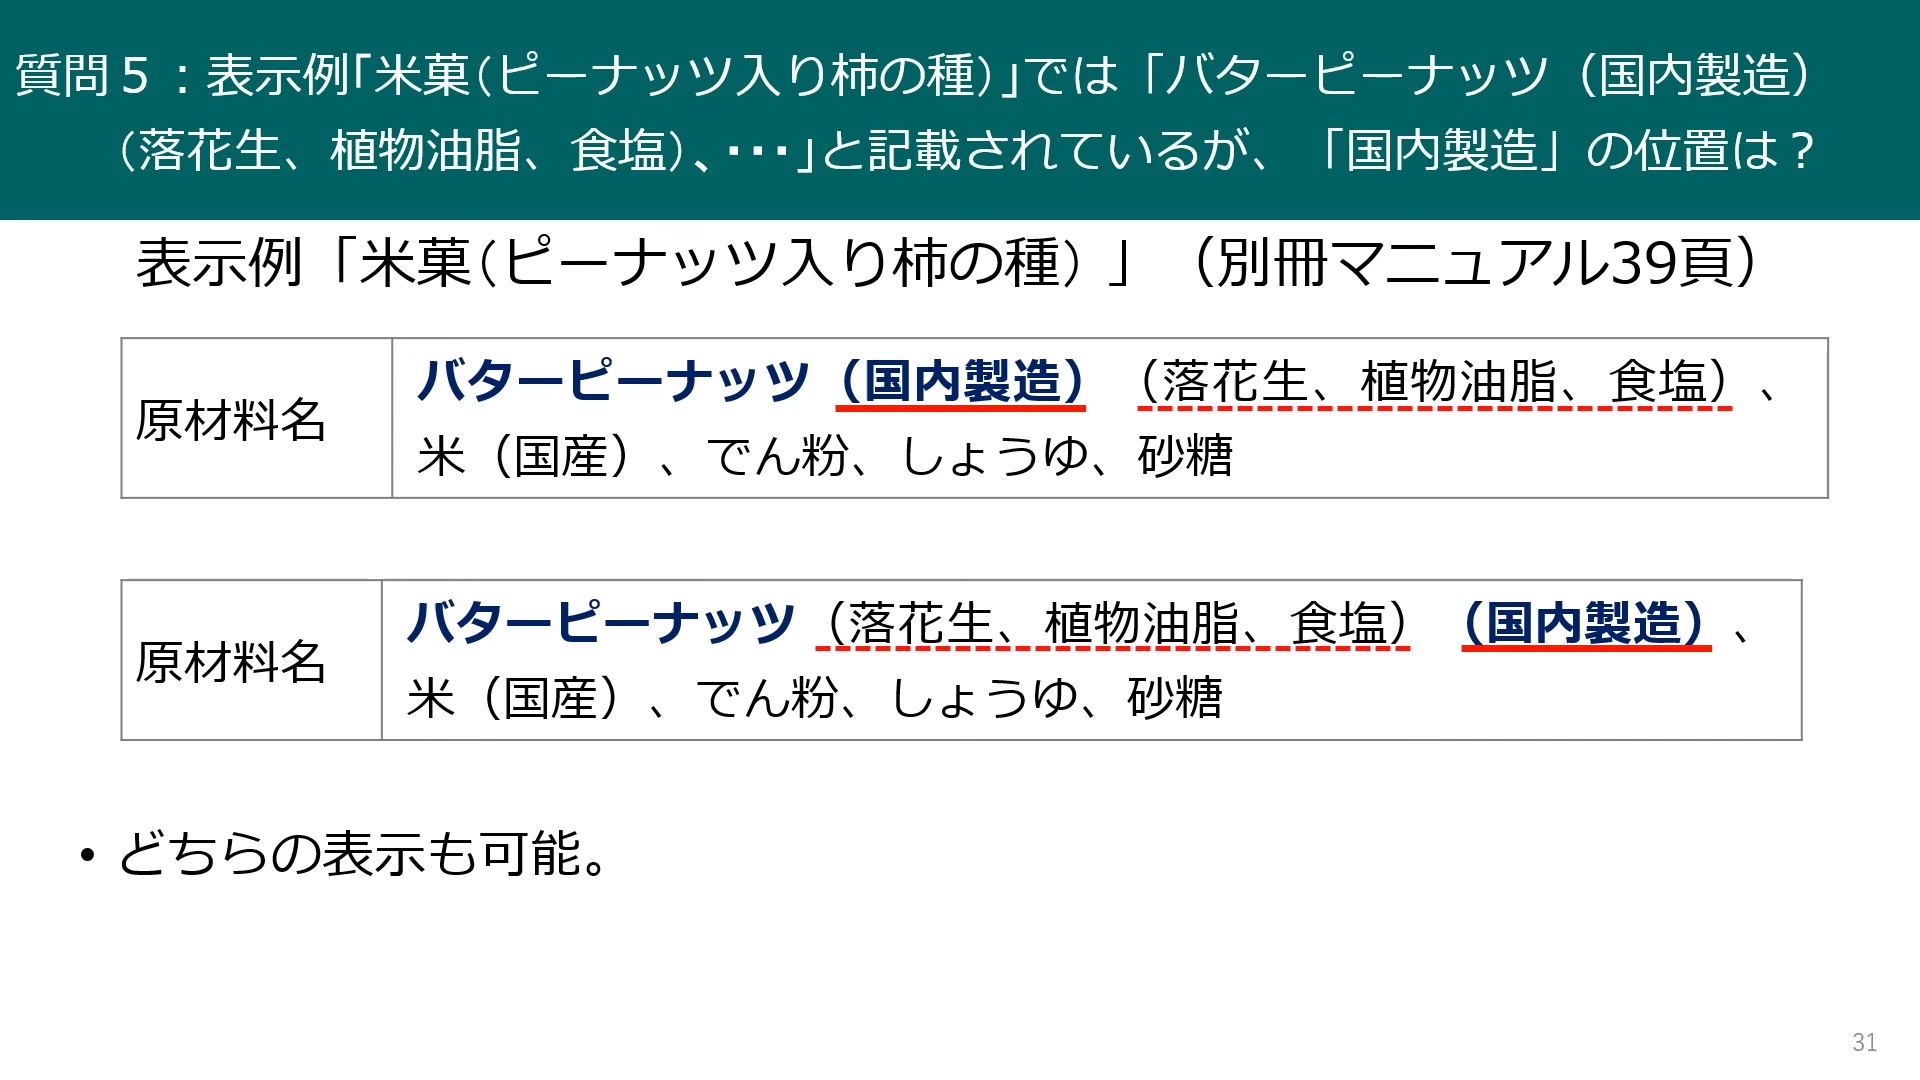 質問５：表示例「米菓(ピーナッツ入り柿の種)」では「バターピーナッツ（国内製造）
（落花生、植物油脂、食塩)、・・・」と記載されているが、「国内製造」の位置は？
表示例「米菓(ピーナッツ入り柿の種) 」（別冊マニュアル39頁）
原材料名
バターピーナッツ（国内製造）（落花生、植物油脂、食塩）、
米（国産）、でん粉、しょうゆ、砂糖
原材料名
バターピーナッツ（落花生、植物油脂、食塩）（国内製造）、
米（国産）、でん粉、しょうゆ、砂糖
• どちらの表示も可能。
31